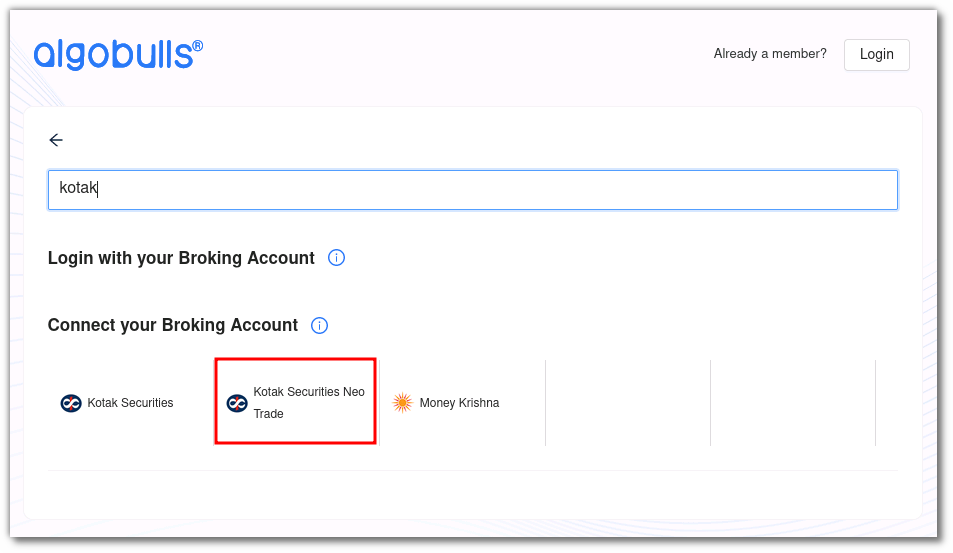 algobulls®
Already a member?
Login
kotak
Login with your Broking Account
Connect your Broking Account
Kotak Securities
Kotak Securities Neo
Trade
Money Krishna